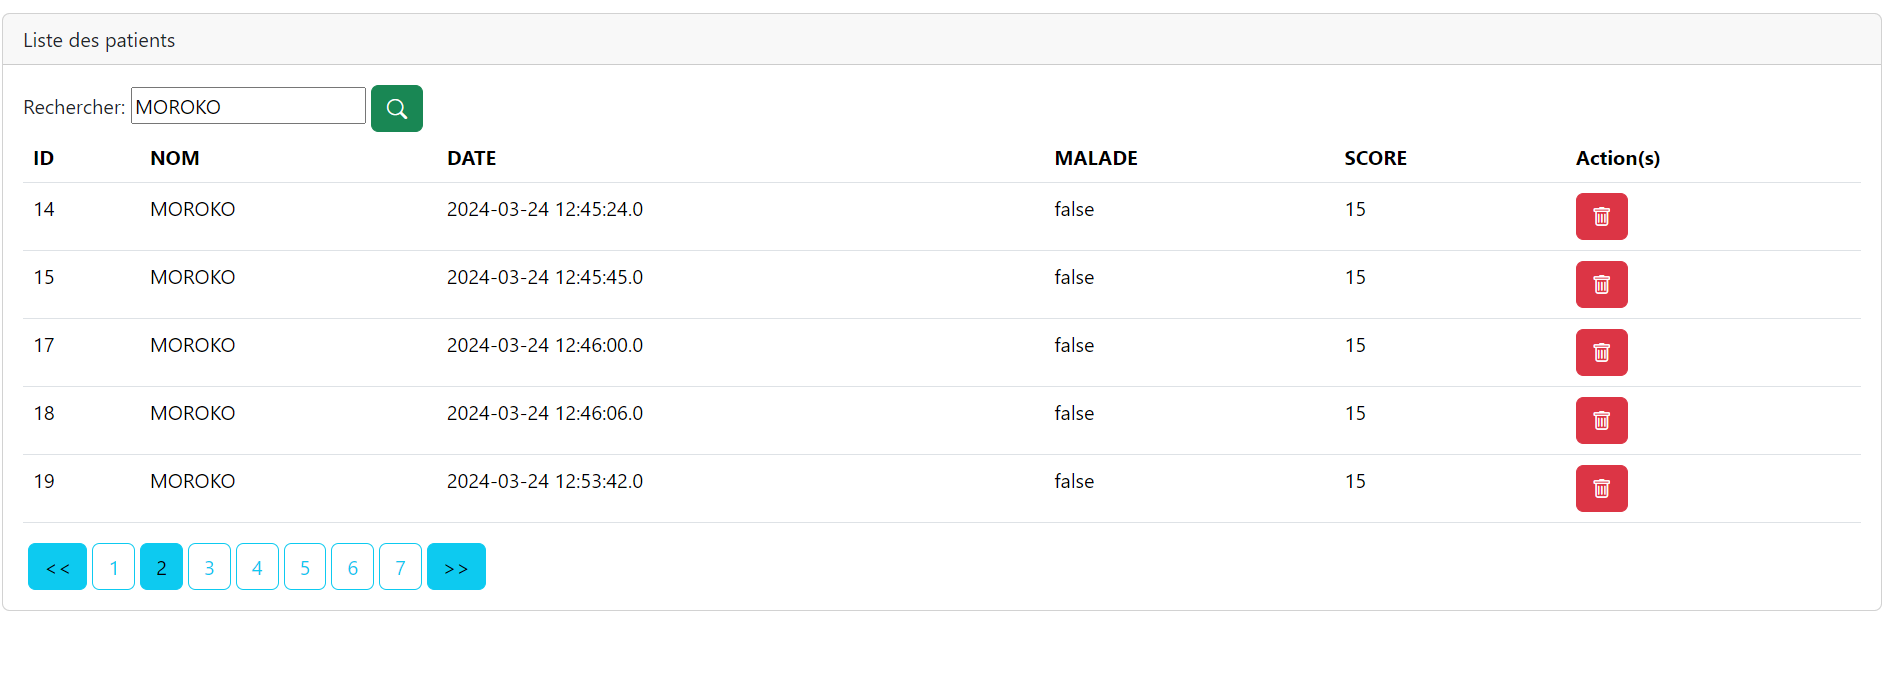 Liste des patients
Rechercher: MOROKO
ID NOM DATE MALADE SCORE Action(s)
14 MOROKO 2024-03-24 12:45:24.0 false 15
15 MOROKO 2024-03-24 12:45:45.0 false 15
17 MOROKO 2024-03-24 12:46:00.0 false 15
18 MOROKO 2024-03-24 12:46:06.0 false 15
19 MOROKO 2024-03-24 12:53:42.0 false 15
<< 1 2 3 4 5 6 7 >>